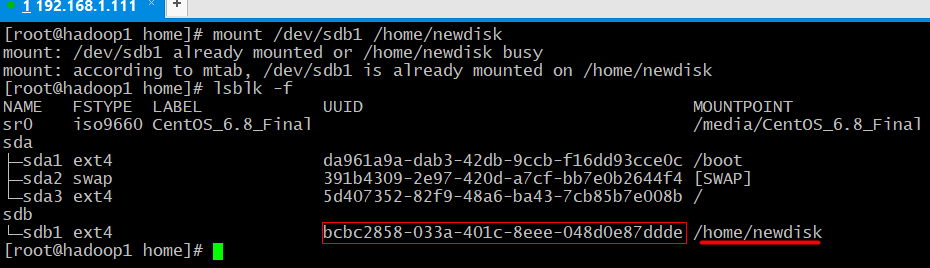 1 192.168.1.111 × +
[root@hadoop1 home]# mount /dev/sdb1 /home/newdisk
mount: /dev/sdb1 already mounted or /home/newdisk busy
mount: according to mtab, /dev/sdb1 is already mounted on /home/newdisk
[root@hadoop1 home]# lsblk -f
NAME   FSTYPE LABEL            UUID                                 MOUNTPOINT
sr0    iso9660 CentOS_6.8_Final                                      /media/CentOS_6.8_Final
sda
├─sda1 ext4                    da961a9a-dab3-42db-9ccb-f16dd93cce0c /boot
├─sda2 swap                    391b4309-2e97-420d-a7cf-bb7e0b2644f4 [SWAP]
├─sda3 ext4                    5d407352-82f9-48a6-ba43-7cb85b7e008b /
sdb
└─sdb1 ext4                    bcbc2858-033a-401c-8eee-048d0e87ddde /home/newdisk
[root@hadoop1 home]#